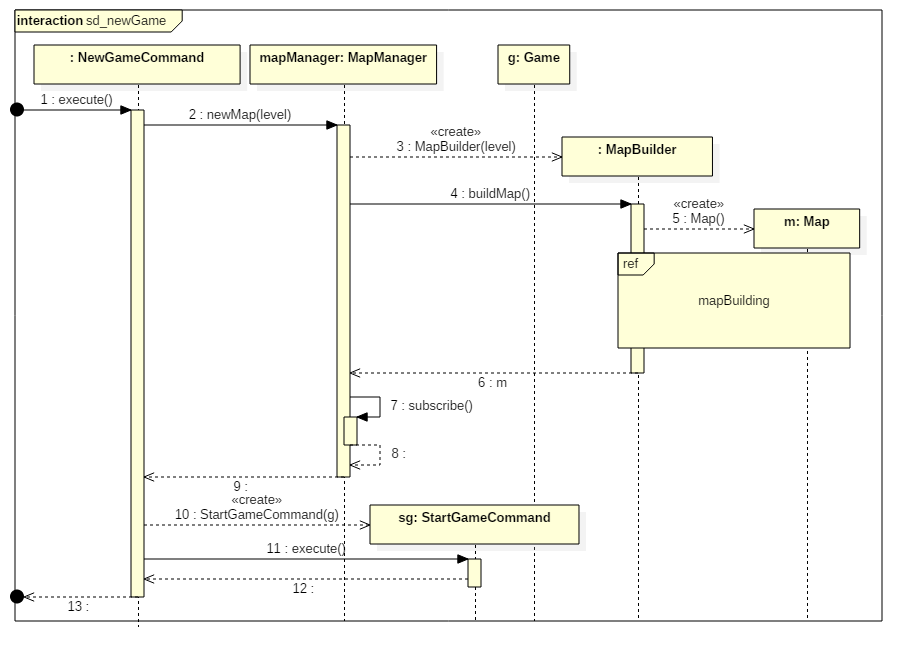 interaction sd_newGame
: NewGameCommand
mapManager: MapManager
g: Game
1 : execute()
2 : newMap(level)
«create»
3 : MapBuilder(level)
: MapBuilder
4 : buildMap()
«create»
5 : Map()
m: Map
ref
mapBuilding
6 : m
7 : subscribe()
8 :
9 :
«create»
10 : StartGameCommand(g)
sg: StartGameCommand
11 : execute()
12 :
13 :